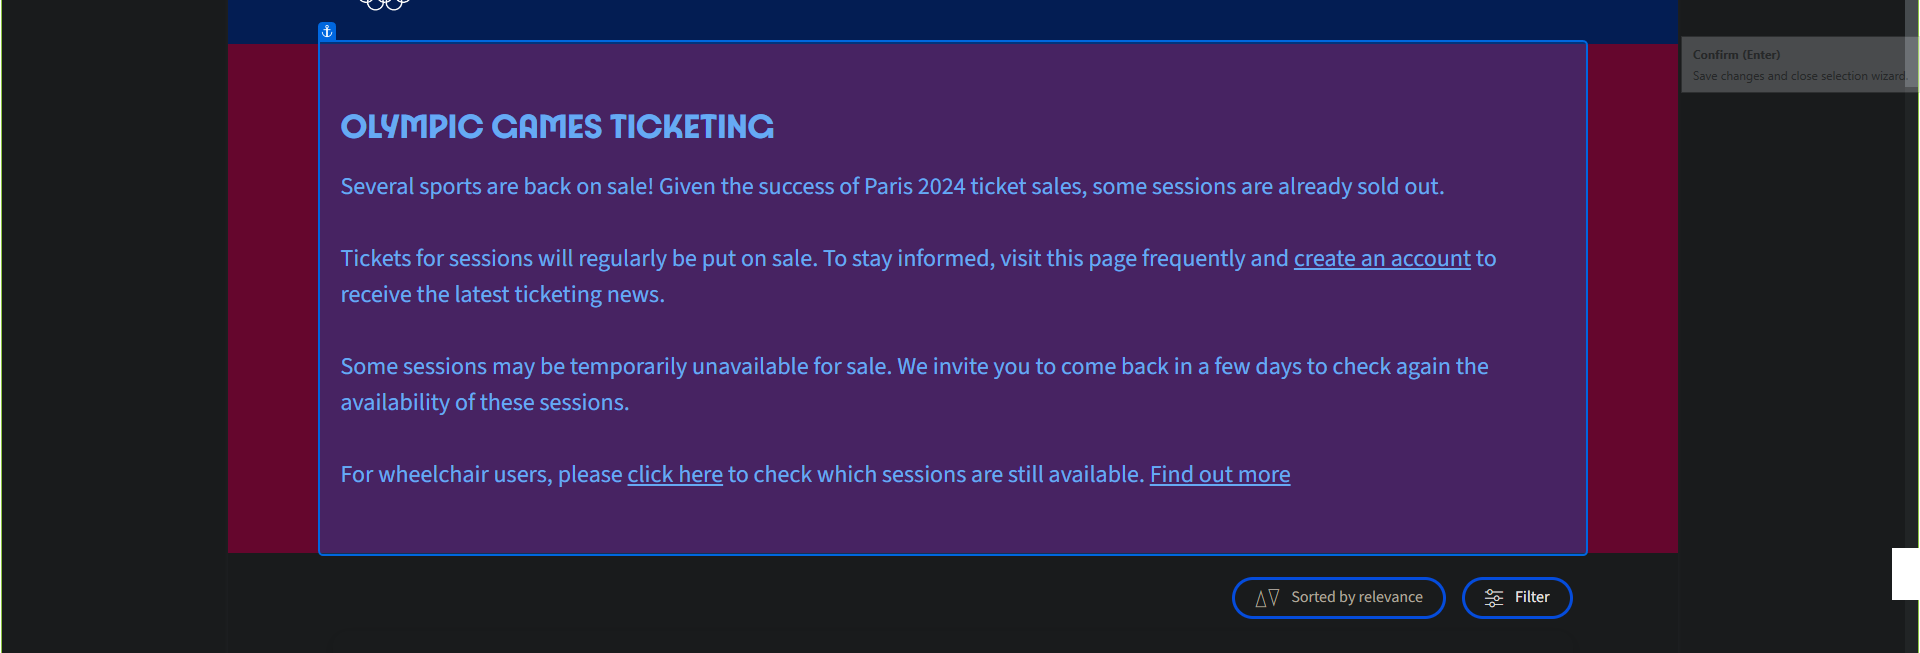 Confirm (Enter)
Save changes and close selection wizard.
OLYMPIC GAMES TICKETING
Several sports are back on sale! Given the success of Paris 2024 ticket sales, some sessions are already sold out.
Tickets for sessions will regularly be put on sale. To stay informed, visit this page frequently and create an account to
receive the latest ticketing news.
Some sessions may be temporarily unavailable for sale. We invite you to come back in a few days to check again the
availability of these sessions.
For wheelchair users, please click here to check which sessions are still available. Find out more
Sorted by relevance
Filter